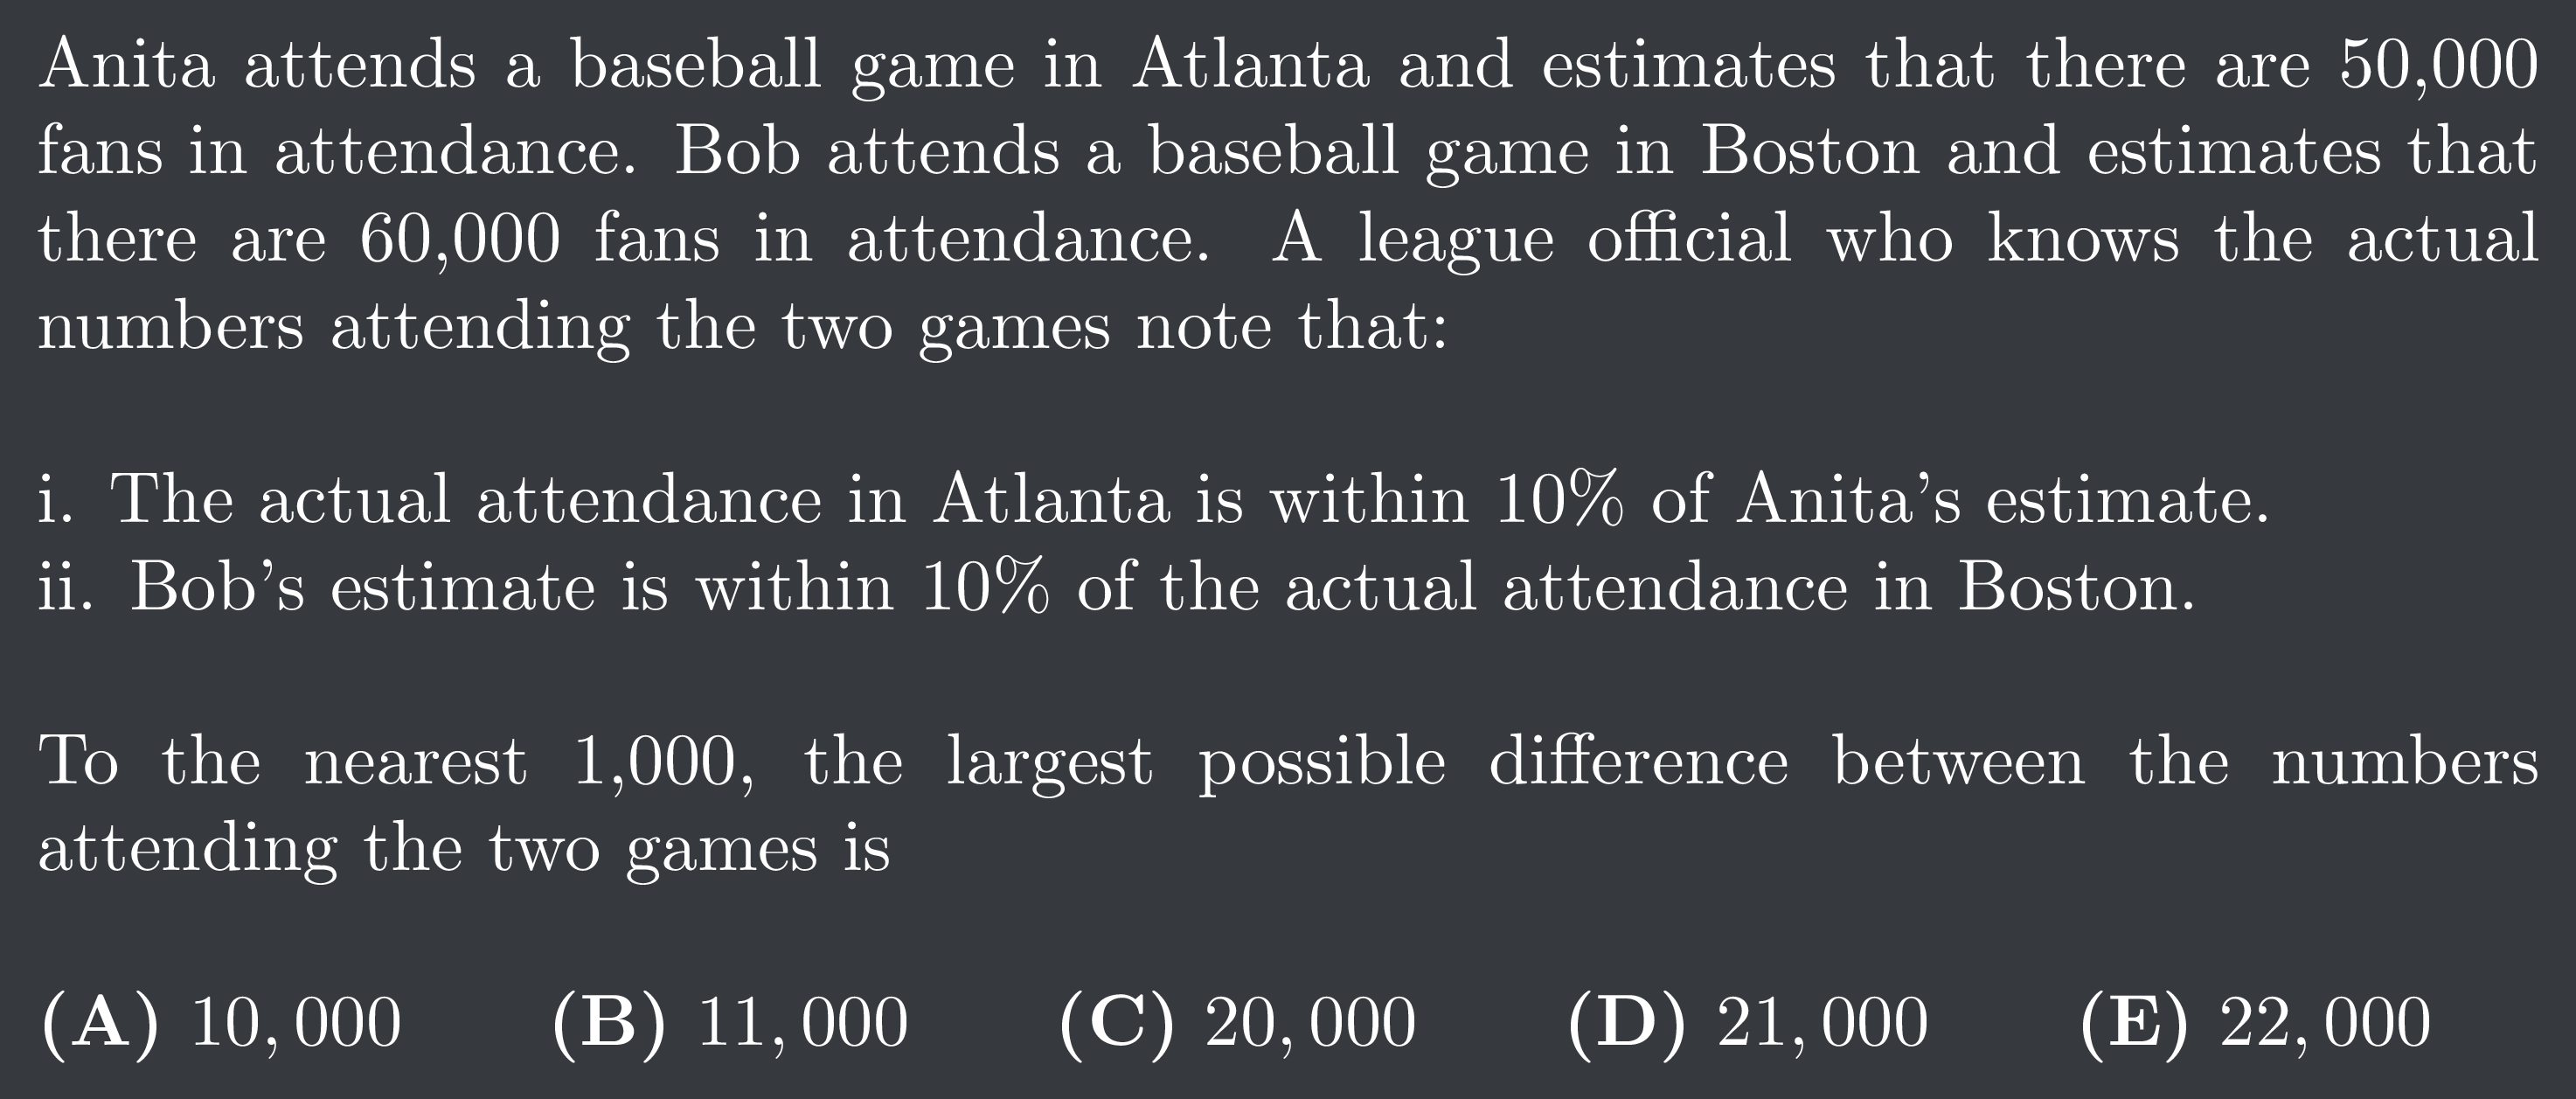 Anita attends a baseball game in Atlanta and estimates that there are 50,000
fans in attendance. Bob attends a baseball game in Boston and estimates that
there are 60,000 fans in attendance. A league official who knows the actual
numbers attending the two games note that:
i. The actual attendance in Atlanta is within 10% of Anita's estimate.
ii. Bob's estimate is within 10% of the actual attendance in Boston.
To the nearest 1,000, the largest possible difference between the numbers
attending the two games is
(A) 10,000 (B) 11,000 (C) 20,000 (D) 21,000 (E) 22,000